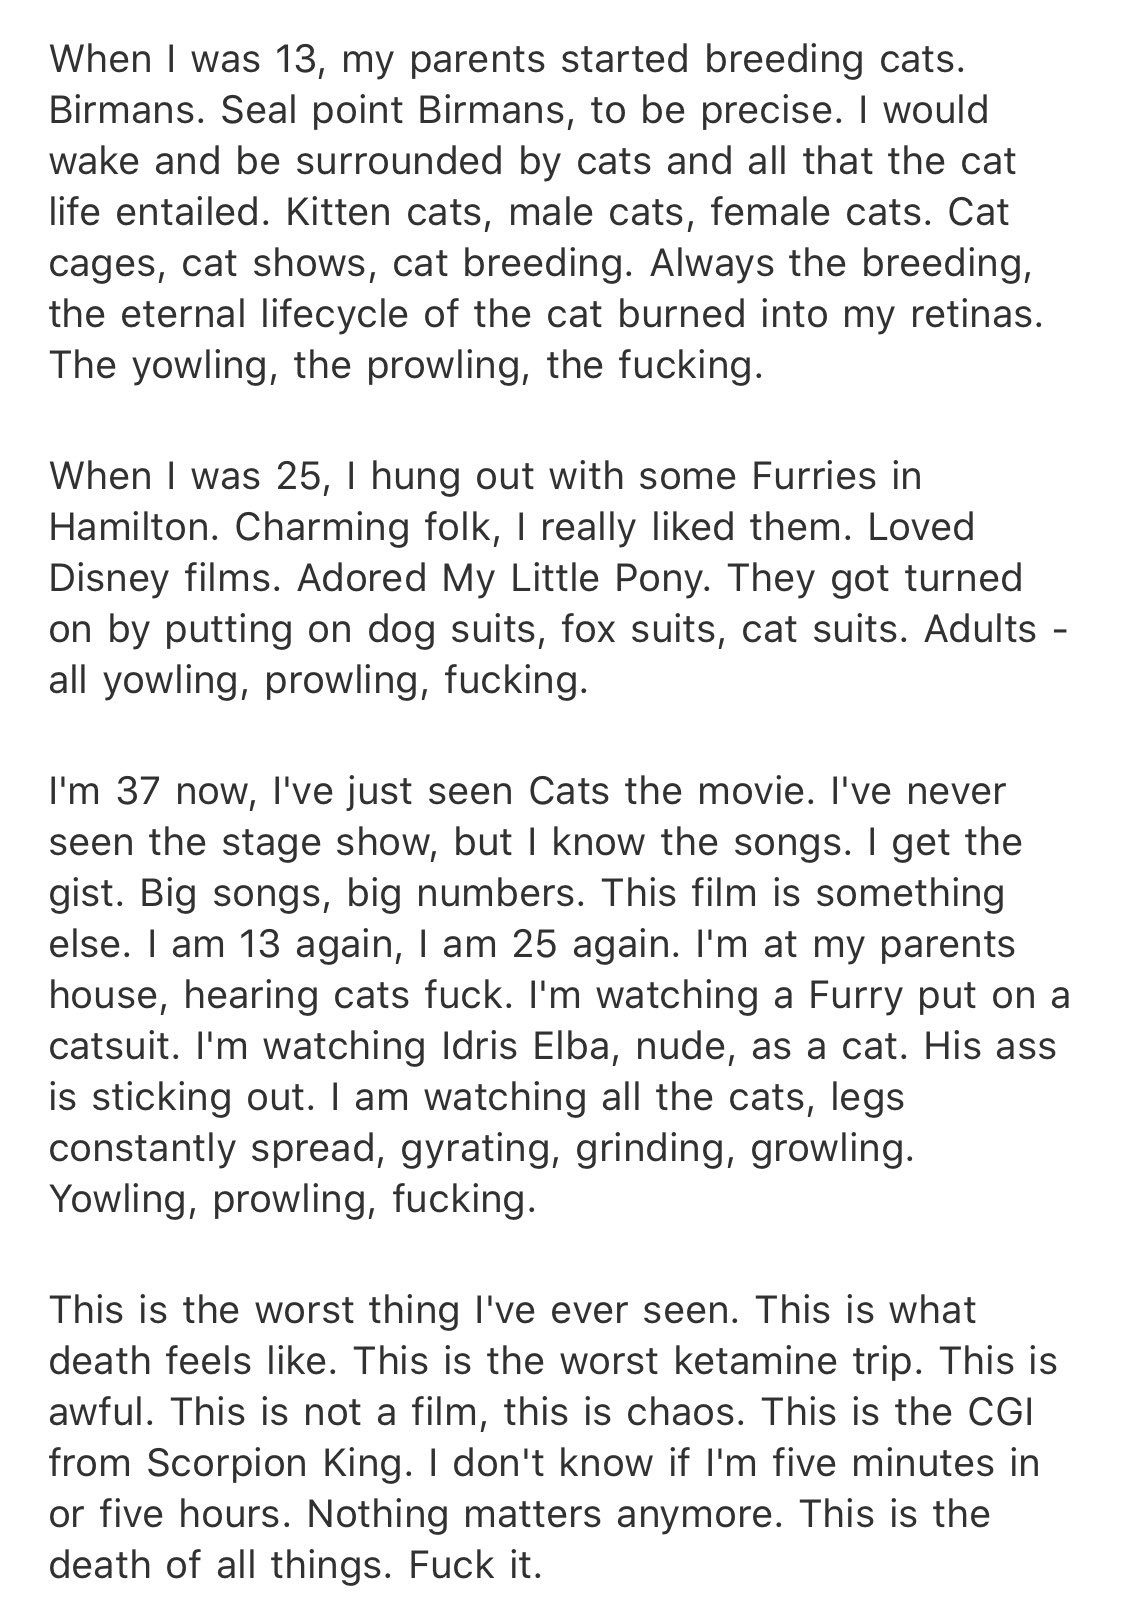 When I was 13, my parents started breeding cats.
Birmans. Seal point Birmans, to be precise. I would
wake and be surrounded by cats and all that the cat
life entailed. Kitten cats, male cats, female cats. Cat
cages, cat shows, cat breeding. Always the breeding,
the eternal lifecycle of the cat burned into my retinas.
The yowling, the prowling, the fucking.

When I was 25, I hung out with some Furries in
Hamilton. Charming folk, I really liked them. Loved
Disney films. Adored My Little Pony. They got turned
on by putting on dog suits, fox suits, cat suits. Adults -
all yowling, prowling, fucking.

I'm 37 now, I've just seen Cats the movie. I've never
seen the stage show, but I know the songs. I get the
gist. Big songs, big numbers. This film is something
else. I am 13 again, I am 25 again. I'm at my parents
house, hearing cats fuck. I'm watching a Furry put on a
catsuit. I'm watching Idris Elba, nude, as a cat. His ass
is sticking out. I am watching all the cats, legs
constantly spread, gyrating, grinding, growling.
Yowling, prowling, fucking.

This is the worst thing I've ever seen. This is what
death feels like. This is the worst ketamine trip. This is
awful. This is not a film, this is chaos. This is the CGI
from Scorpion King. I don't know if I'm five minutes in
or five hours. Nothing matters anymore. This is the
death of all things. Fuck it.